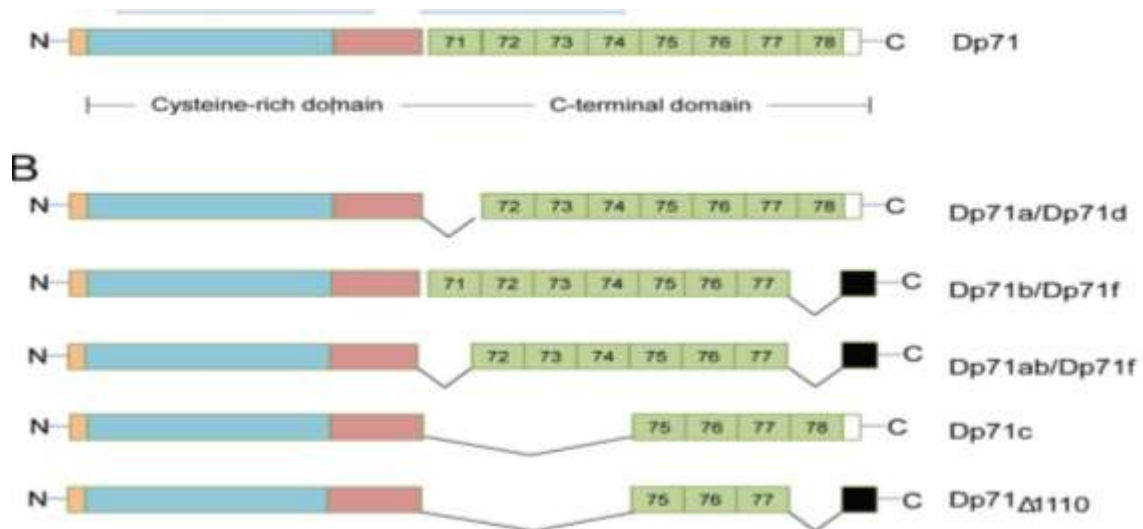 N 71 72 73 74 75 76 77 78 C Dp71
Cysteine-rich domain C-terminal domain
B
N 72 73 74 75 76 77 78 C Dp71a/Dp71d
N 71 72 73 74 75 76 77 C Dp71b/Dp71f
N 72 73 74 75 76 77 C Dp71ab/Dp71f
N 75 76 77 78 C Dp71c
N 75 76 77 C Dp71Δ1110